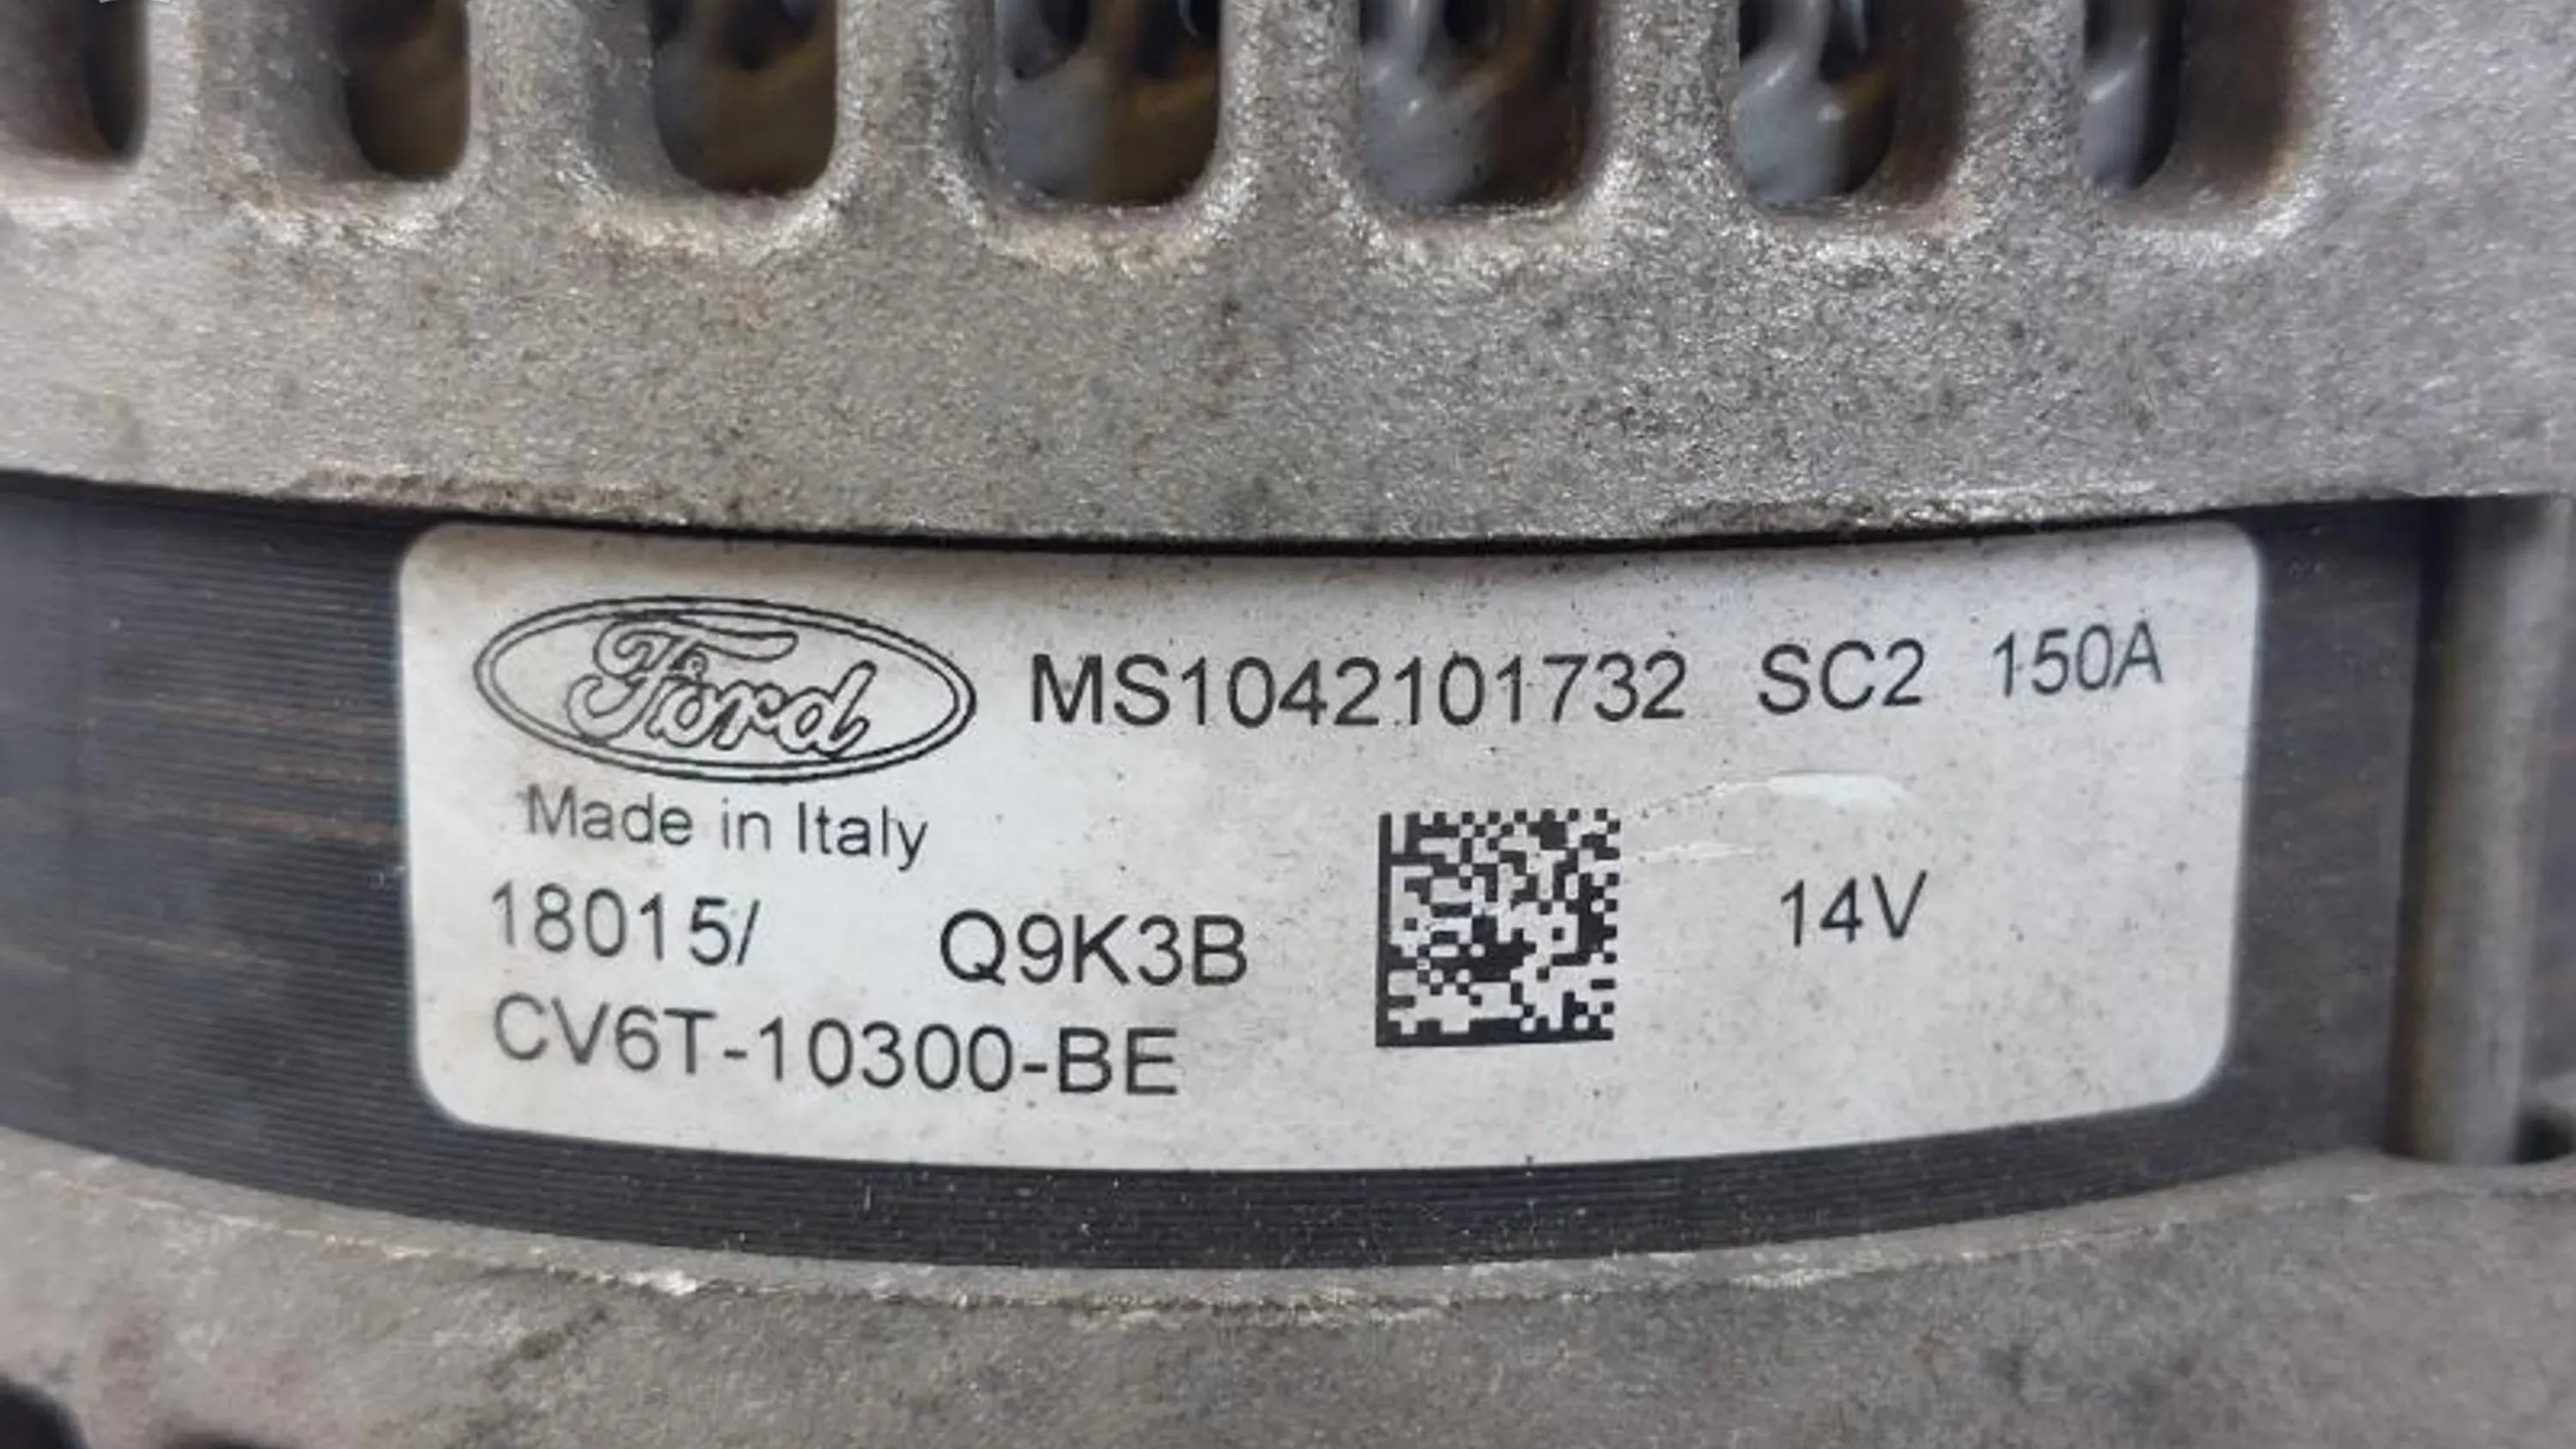 Ford MS1042101732 SC2 150A
Made in Italy
18015/ Q9K3B 14V
CV6T-10300-BE